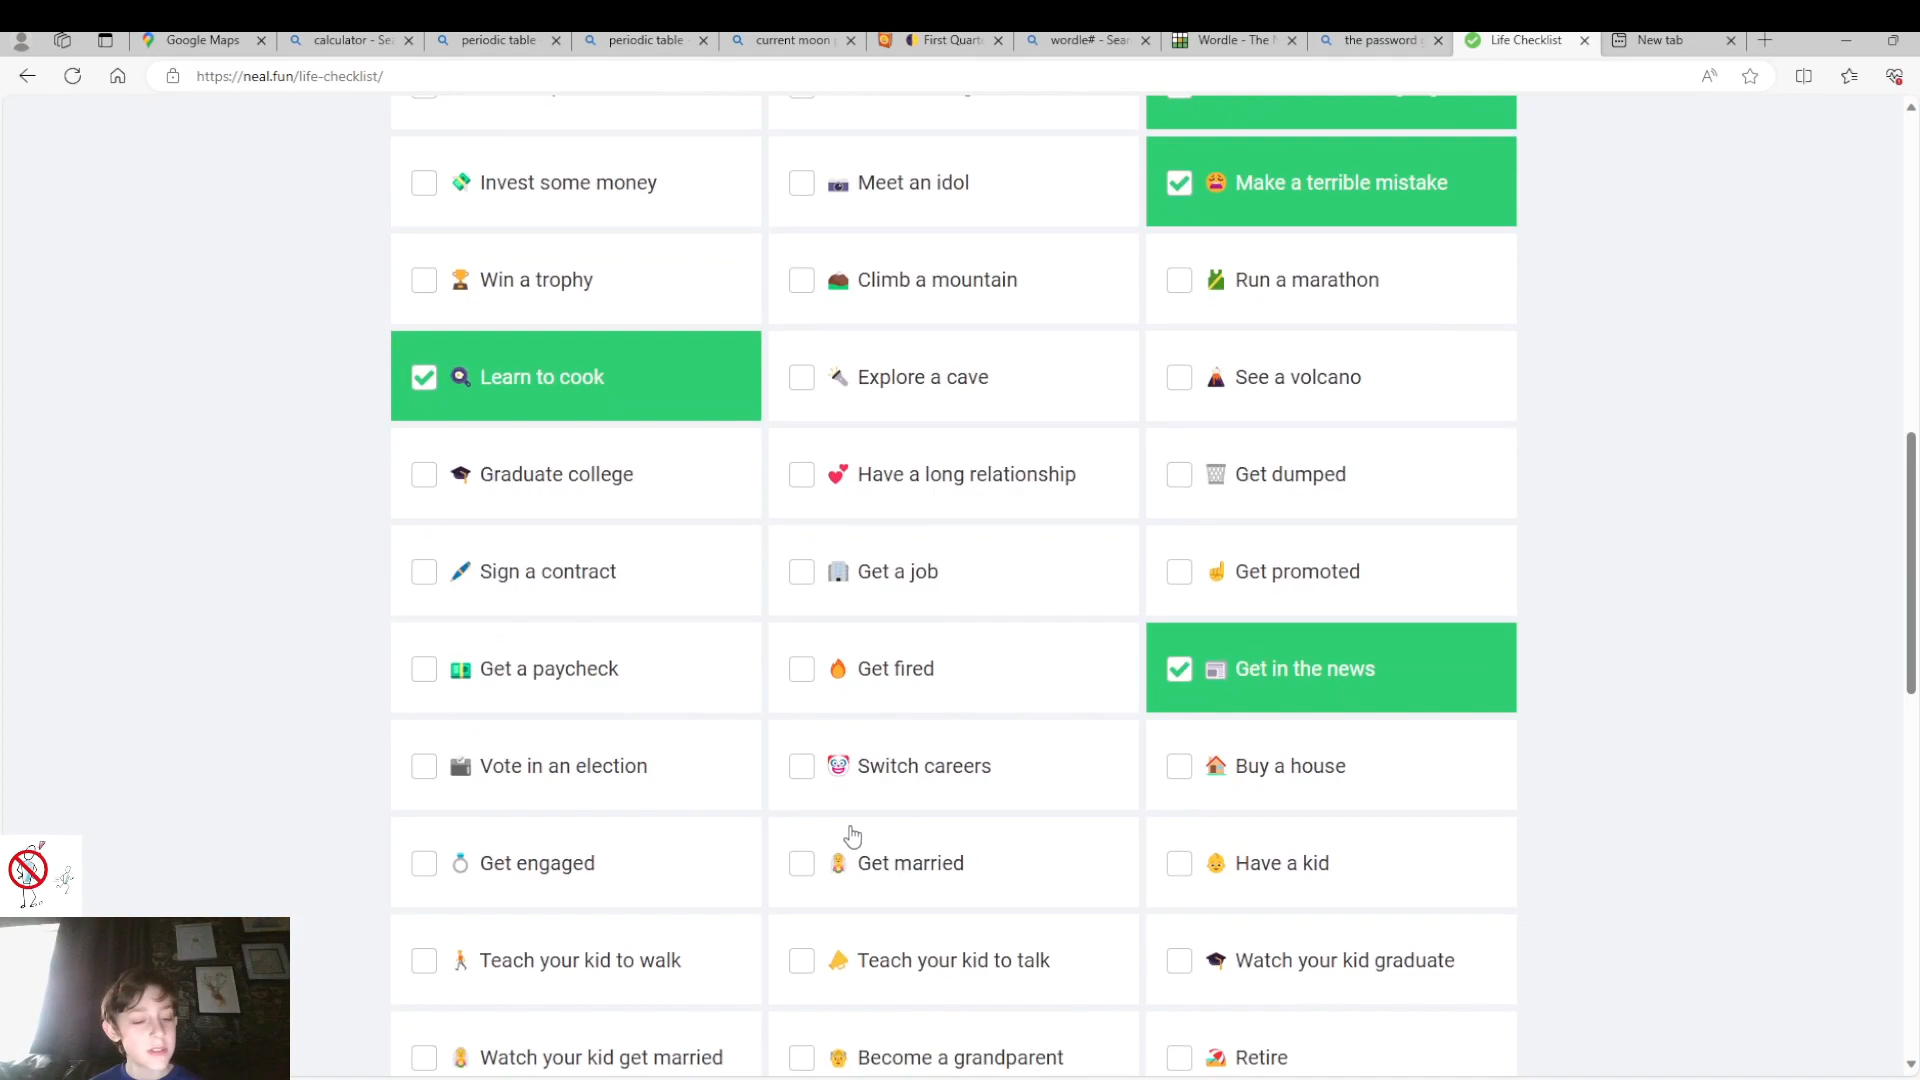 Google Maps
calculator - Sea
periodic table -
periodic table -
current moon p
First Quart
wordle# - Sear
Wordle - The N
the password g
Life Checklist
New tab
https://neal.fun/life-checklist/
Invest some money
Meet an idol
Make a terrible mistake
Win a trophy
Climb a mountain
Run a marathon
Learn to cook
Explore a cave
See a volcano
Graduate college
Have a long relationship
Get dumped
Sign a contract
Get a job
Get promoted
Get a paycheck
Get fired
Get in the news
Vote in an election
Switch careers
Buy a house
Get engaged
Get married
Have a kid
Teach your kid to walk
Teach your kid to talk
Watch your kid graduate
Watch your kid get married
Become a grandparent
Retire